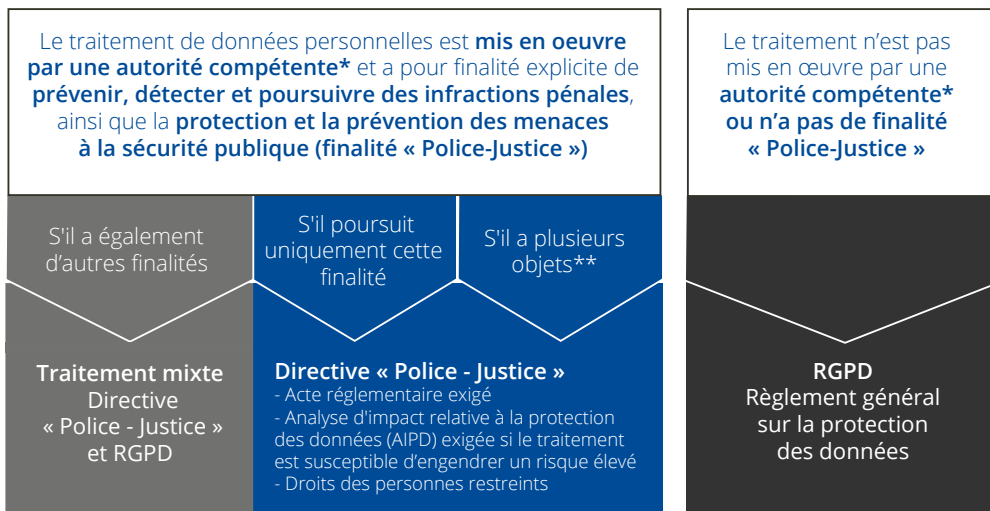 Le traitement de données personnelles est mis en oeuvre
par une autorité compétente* et a pour finalité explicite de
prévenir, détecter et poursuivre des infractions pénales,
ainsi que la protection et la prévention des menaces
à la sécurité publique (finalité « Police-Justice »)
Le traitement n’est pas
mis en œuvre par une
autorité compétente*
ou n’a pas de finalité
« Police-Justice »
S'il a également
d’autres finalités
S'il poursuit
uniquement cette
finalité
S'il a plusieurs
objets**
Traitement mixte
Directive
« Police - Justice »
et RGPD
Directive « Police - Justice »
- Acte réglementaire exigé
- Analyse d'impact relative à la protection
des données (AIPD) exigée si le traitement
est susceptible d’engendrer un risque élevé
- Droits des personnes restreints
RGPD
Règlement général
sur la protection
des données